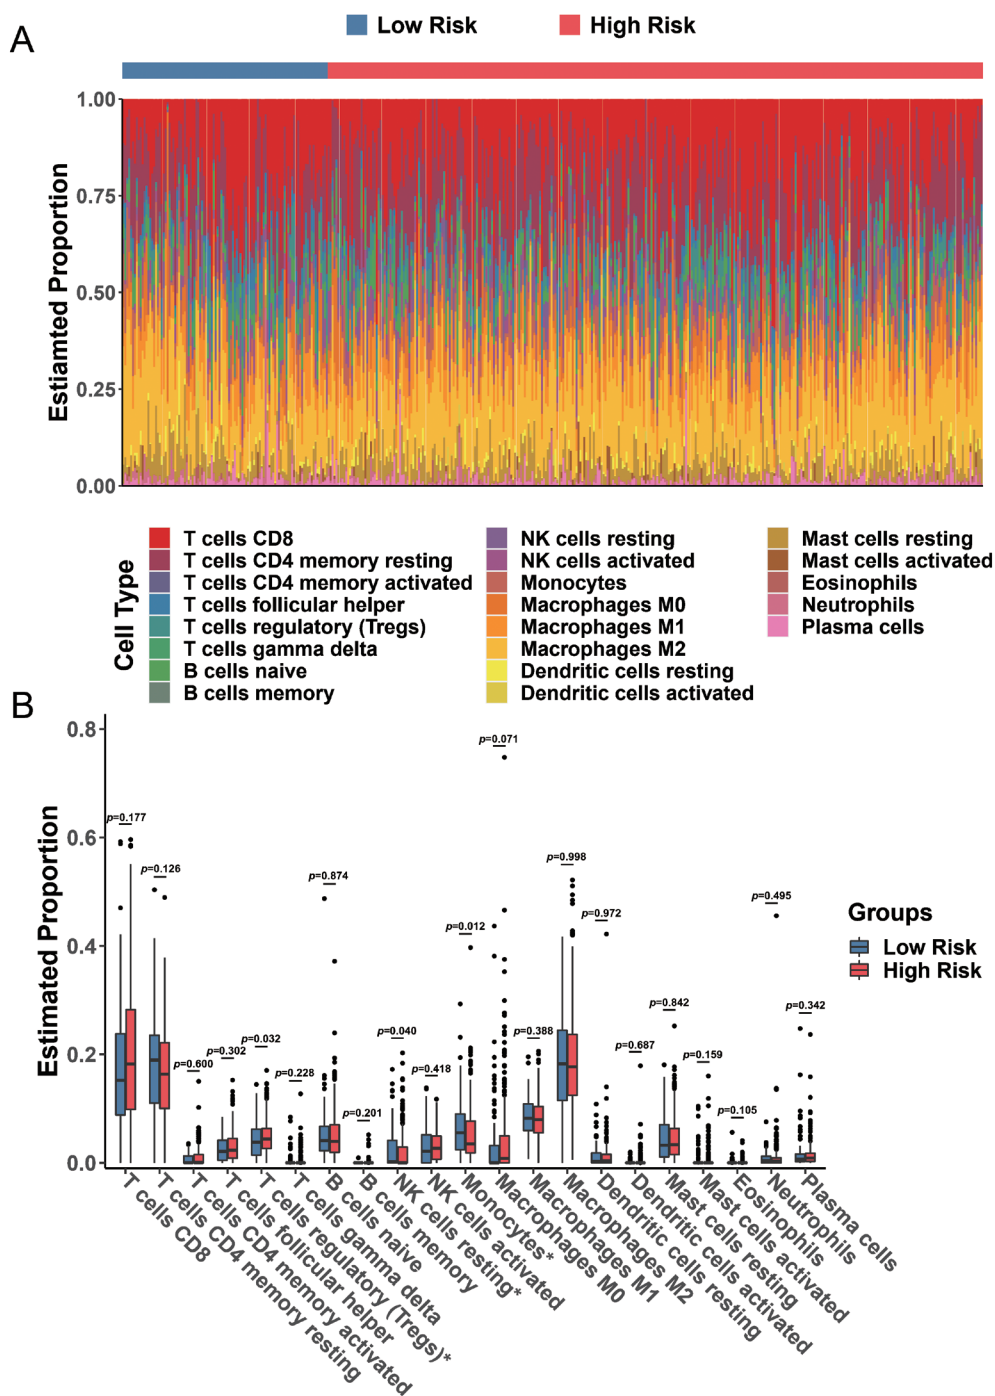 A
Low Risk
High Risk
Estiamted Proportion
1.00
0.75
0.50
0.25
0.00
Cell Type
T cells CD8
T cells CD4 memory resting
T cells CD4 memory activated
T cells follicular helper
T cells regulatory (Tregs)
T cells gamma delta
B cells naive
B cells memory
NK cells resting
NK cells activated
Monocytes
Macrophages M0
Macrophages M1
Macrophages M2
Dendritic cells resting
Dendritic cells activated
Mast cells resting
Mast cells activated
Eosinophils
Neutrophils
Plasma cells
B
Estimated Proportion
0.8
0.6
0.4
0.2
0.0
p=0.177
p=0.126
p=0.600
p=0.302
p=0.032
p=0.228
p=0.874
p=0.201
p=0.040
p=0.418
p=0.012
p=0.071
p=0.388
p=0.998
p=0.972
p=0.687
p=0.842
p=0.159
p=0.105
p=0.495
p=0.342
Groups
Low Risk
High Risk
T cells CD8
T cells CD4 memory resting
T cells CD4 memory activated
T cells follicular helper
T cells regulatory (Tregs)*
T cells gamma delta
B cells naive
B cells memory
NK cells resting*
NK cells activated
Monocytes*
Macrophages M0
Macrophages M1
Macrophages M2
Dendritic cells resting
Dendritic cells activated
Mast cells resting
Mast cells activated
Eosinophils
Neutrophils
Plasma cells